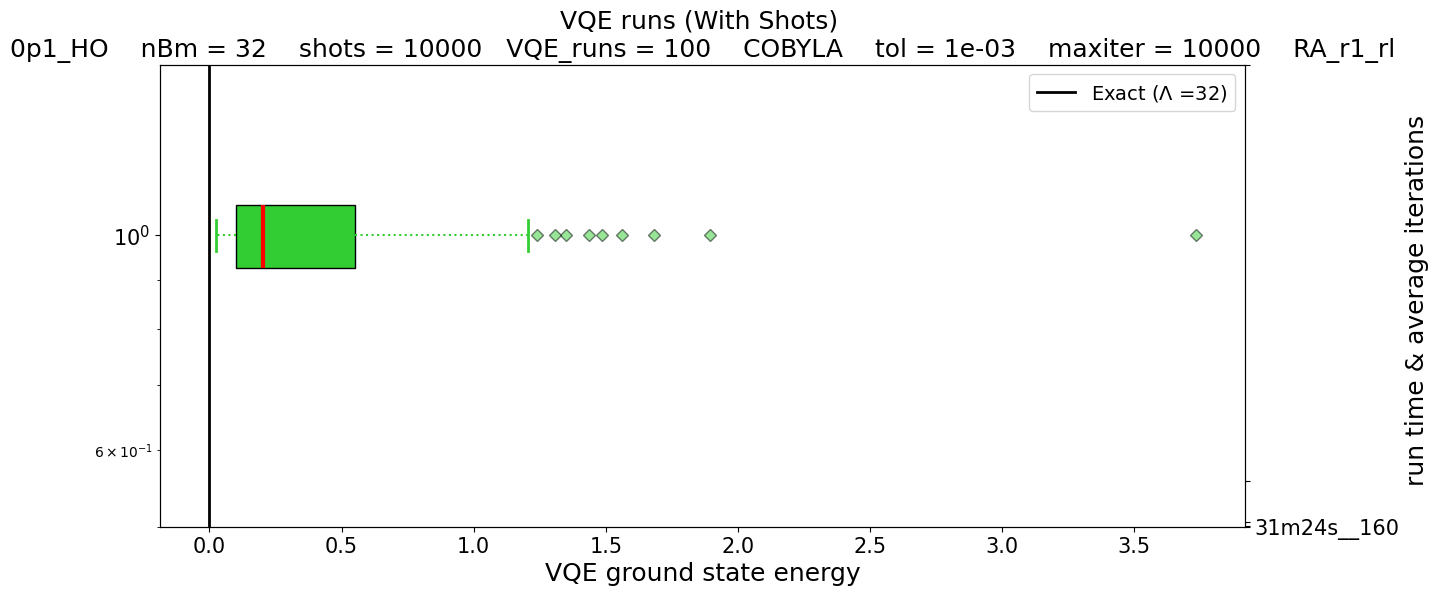 VQE runs (With Shots)
0p1_HO nBm = 32 shots = 10000 VQE_runs = 100 COBYLA tol = 1e-03 maxiter = 10000 RA_r1_rl
Exact (Λ =32)
10⁰
6 × 10⁻¹
run time & average iterations
31m24s__160
0.0 0.5 1.0 1.5 2.0 2.5 3.0 3.5
VQE ground state energy